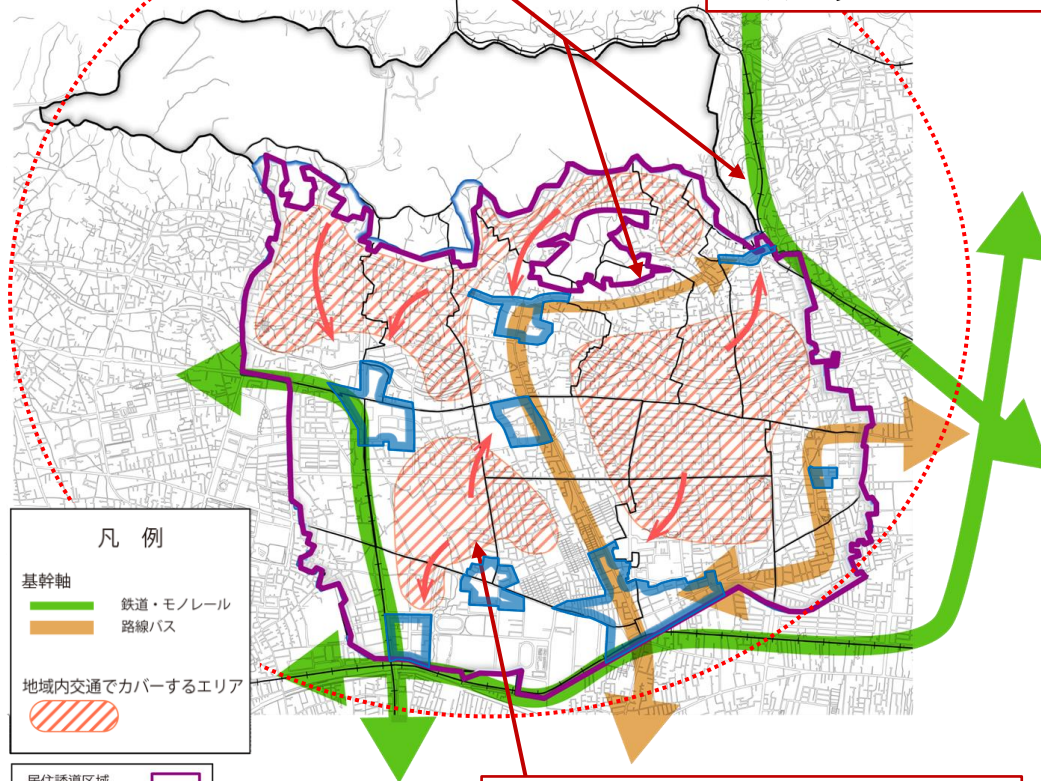 凡　例
基幹軸
鉄道・モノレール
路線バス
地域内交通でカバーするエリア
居住誘導区域